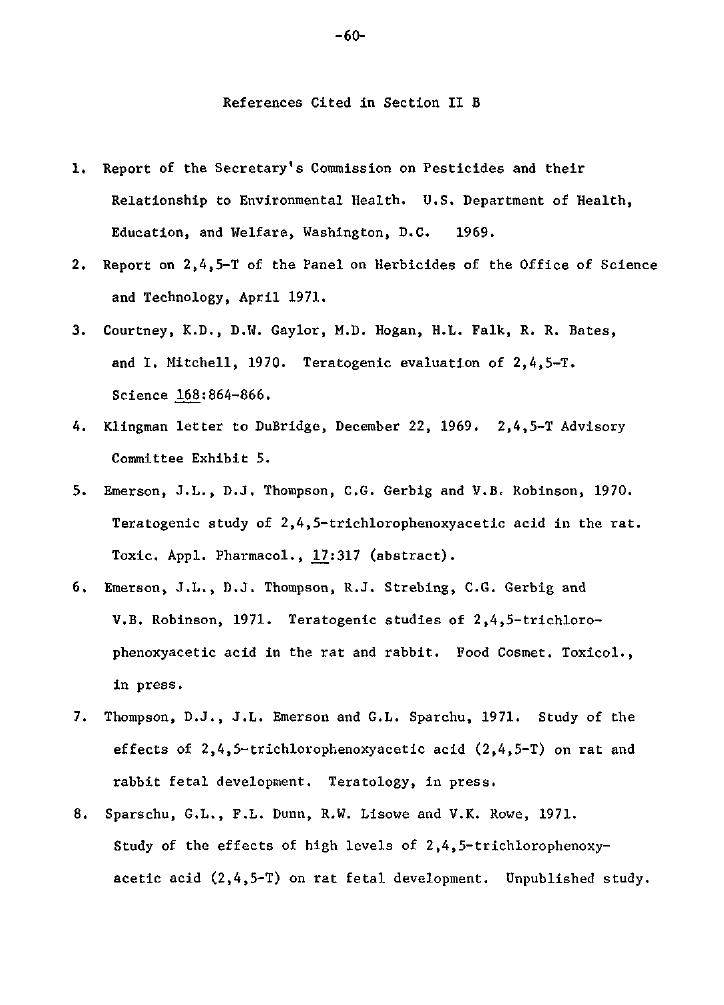 -60-
References Cited in Section II B
1. Report of the Secretary's Commission on Pesticides and their
Relationship to Environmental Health. U.S. Department of Health,
Education, and Welfare, Washington, D.C. 1969.
2. Report on 2,4,5-T of the Panel on Herbicides of the Office of Science
and Technology, April 1971.
3. Courtney, K.D., D.W. Gaylor, M.D. Hogan, H.L. Falk, R. R. Bates,
and I. Mitchell, 1970. Teratogenic evaluation of 2,4,5-T.
Science 168:864-866.
4. Klingman letter to DuBridge, December 22, 1969. 2,4,5-T Advisory
Committee Exhibit 5.
5. Emerson, J.L., D.J. Thompson, C.G. Gerbig and V.B. Robinson, 1970.
Teratogenic study of 2,4,5-trichlorophenoxyacetic acid in the rat.
Toxic. Appl. Pharmacol., 17:317 (abstract).
6. Emerson, J.L., D.J. Thompson, R.J. Strebing, C.G. Gerbig and
V.B. Robinson, 1971. Teratogenic studies of 2,4,5-trichloro-
phenoxyacetic acid in the rat and rabbit. Food Cosmet. Toxicol.,
in press.
7. Thompson, D.J., J.L. Emerson and G.L. Sparchu, 1971. Study of the
effects of 2,4,5-trichlorophenoxyacetic acid (2,4,5-T) on rat and
rabbit fetal development. Teratology, in press.
8. Sparschu, G.L., F.L. Dunn, R.W. Lisowe and V.K. Rowe, 1971.
Study of the effects of high levels of 2,4,5-trichlorophenoxy-
acetic acid (2,4,5-T) on rat fetal development. Unpublished study.